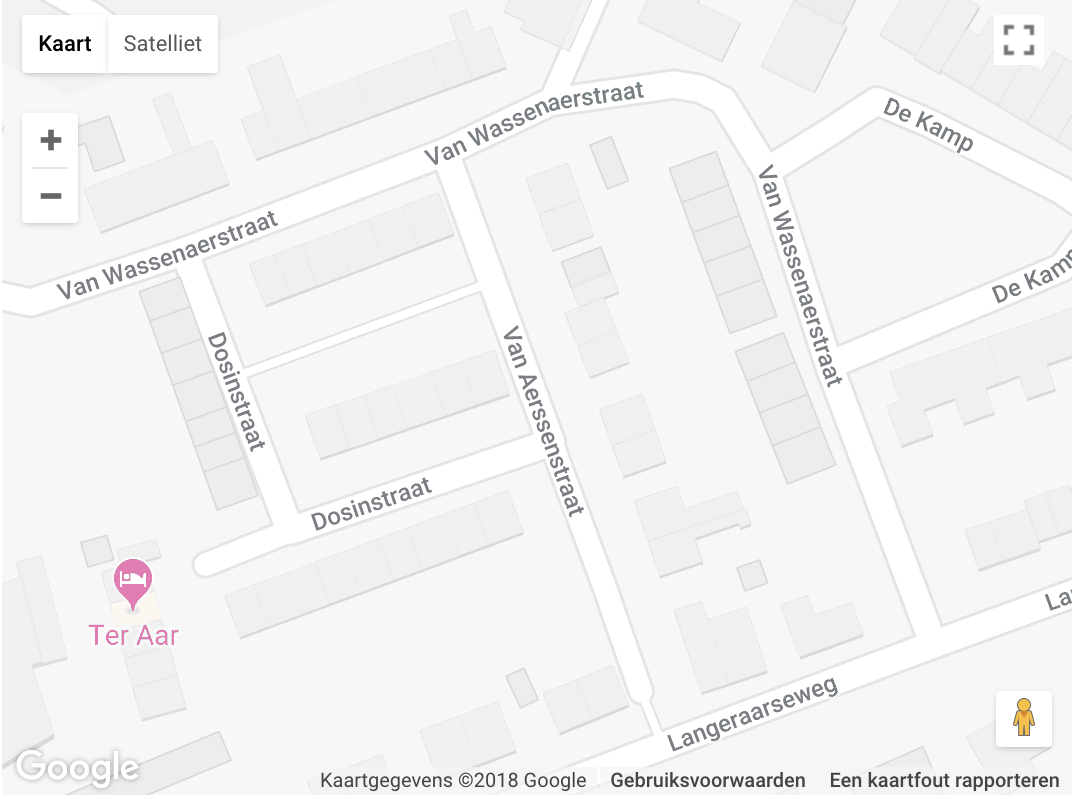 Kaart
Satelliet
Van Wassenaerstraat
De Kamp
Van Wassenaerstraat
Van Wassenaerstraat
De Kamp
Dosinstraat
Van Aerssenstraat
Dosinstraat
Ter Aar
Langeraarseweg
Google
Kaartgegevens ©2018 Google
Gebruiksvoorwaarden
Een kaartfout rapporteren